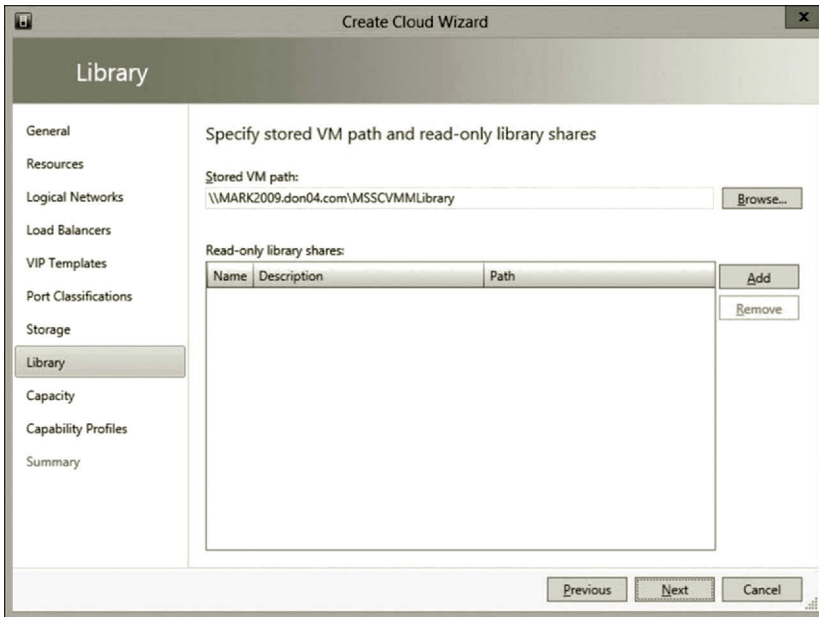 Create Cloud Wizard
x
Library
General
Resources
Logical Networks
Load Balancers
VIP Templates
Port Classifications
Storage
Library
Capacity
Capability Profiles
Summary
Specify stored VM path and read-only library shares
Stored VM path:
\\MARK2009.don04.com\MSSCVMMLibrary
Browse...
Read-only library shares:
Name Description Path
Add
Remove
Previous Next Cancel